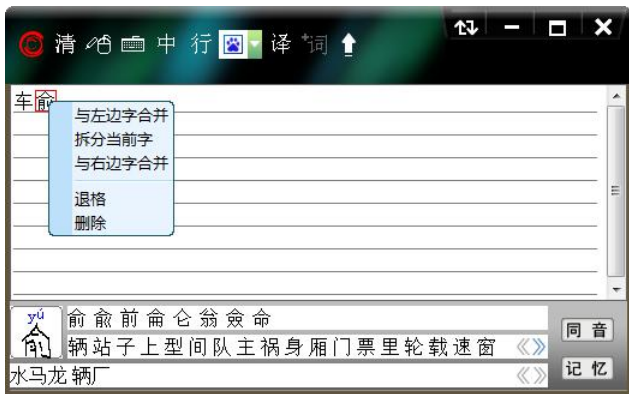 清 中 行 译 词
车俞
与左边字合并
拆分当前字
与右边字合并
退格
删除
yú
俞俞前侖仑翁僉命
辆站子上型间队主祸身厢门票里轮载速窗
同音
水马龙辆厂
记忆